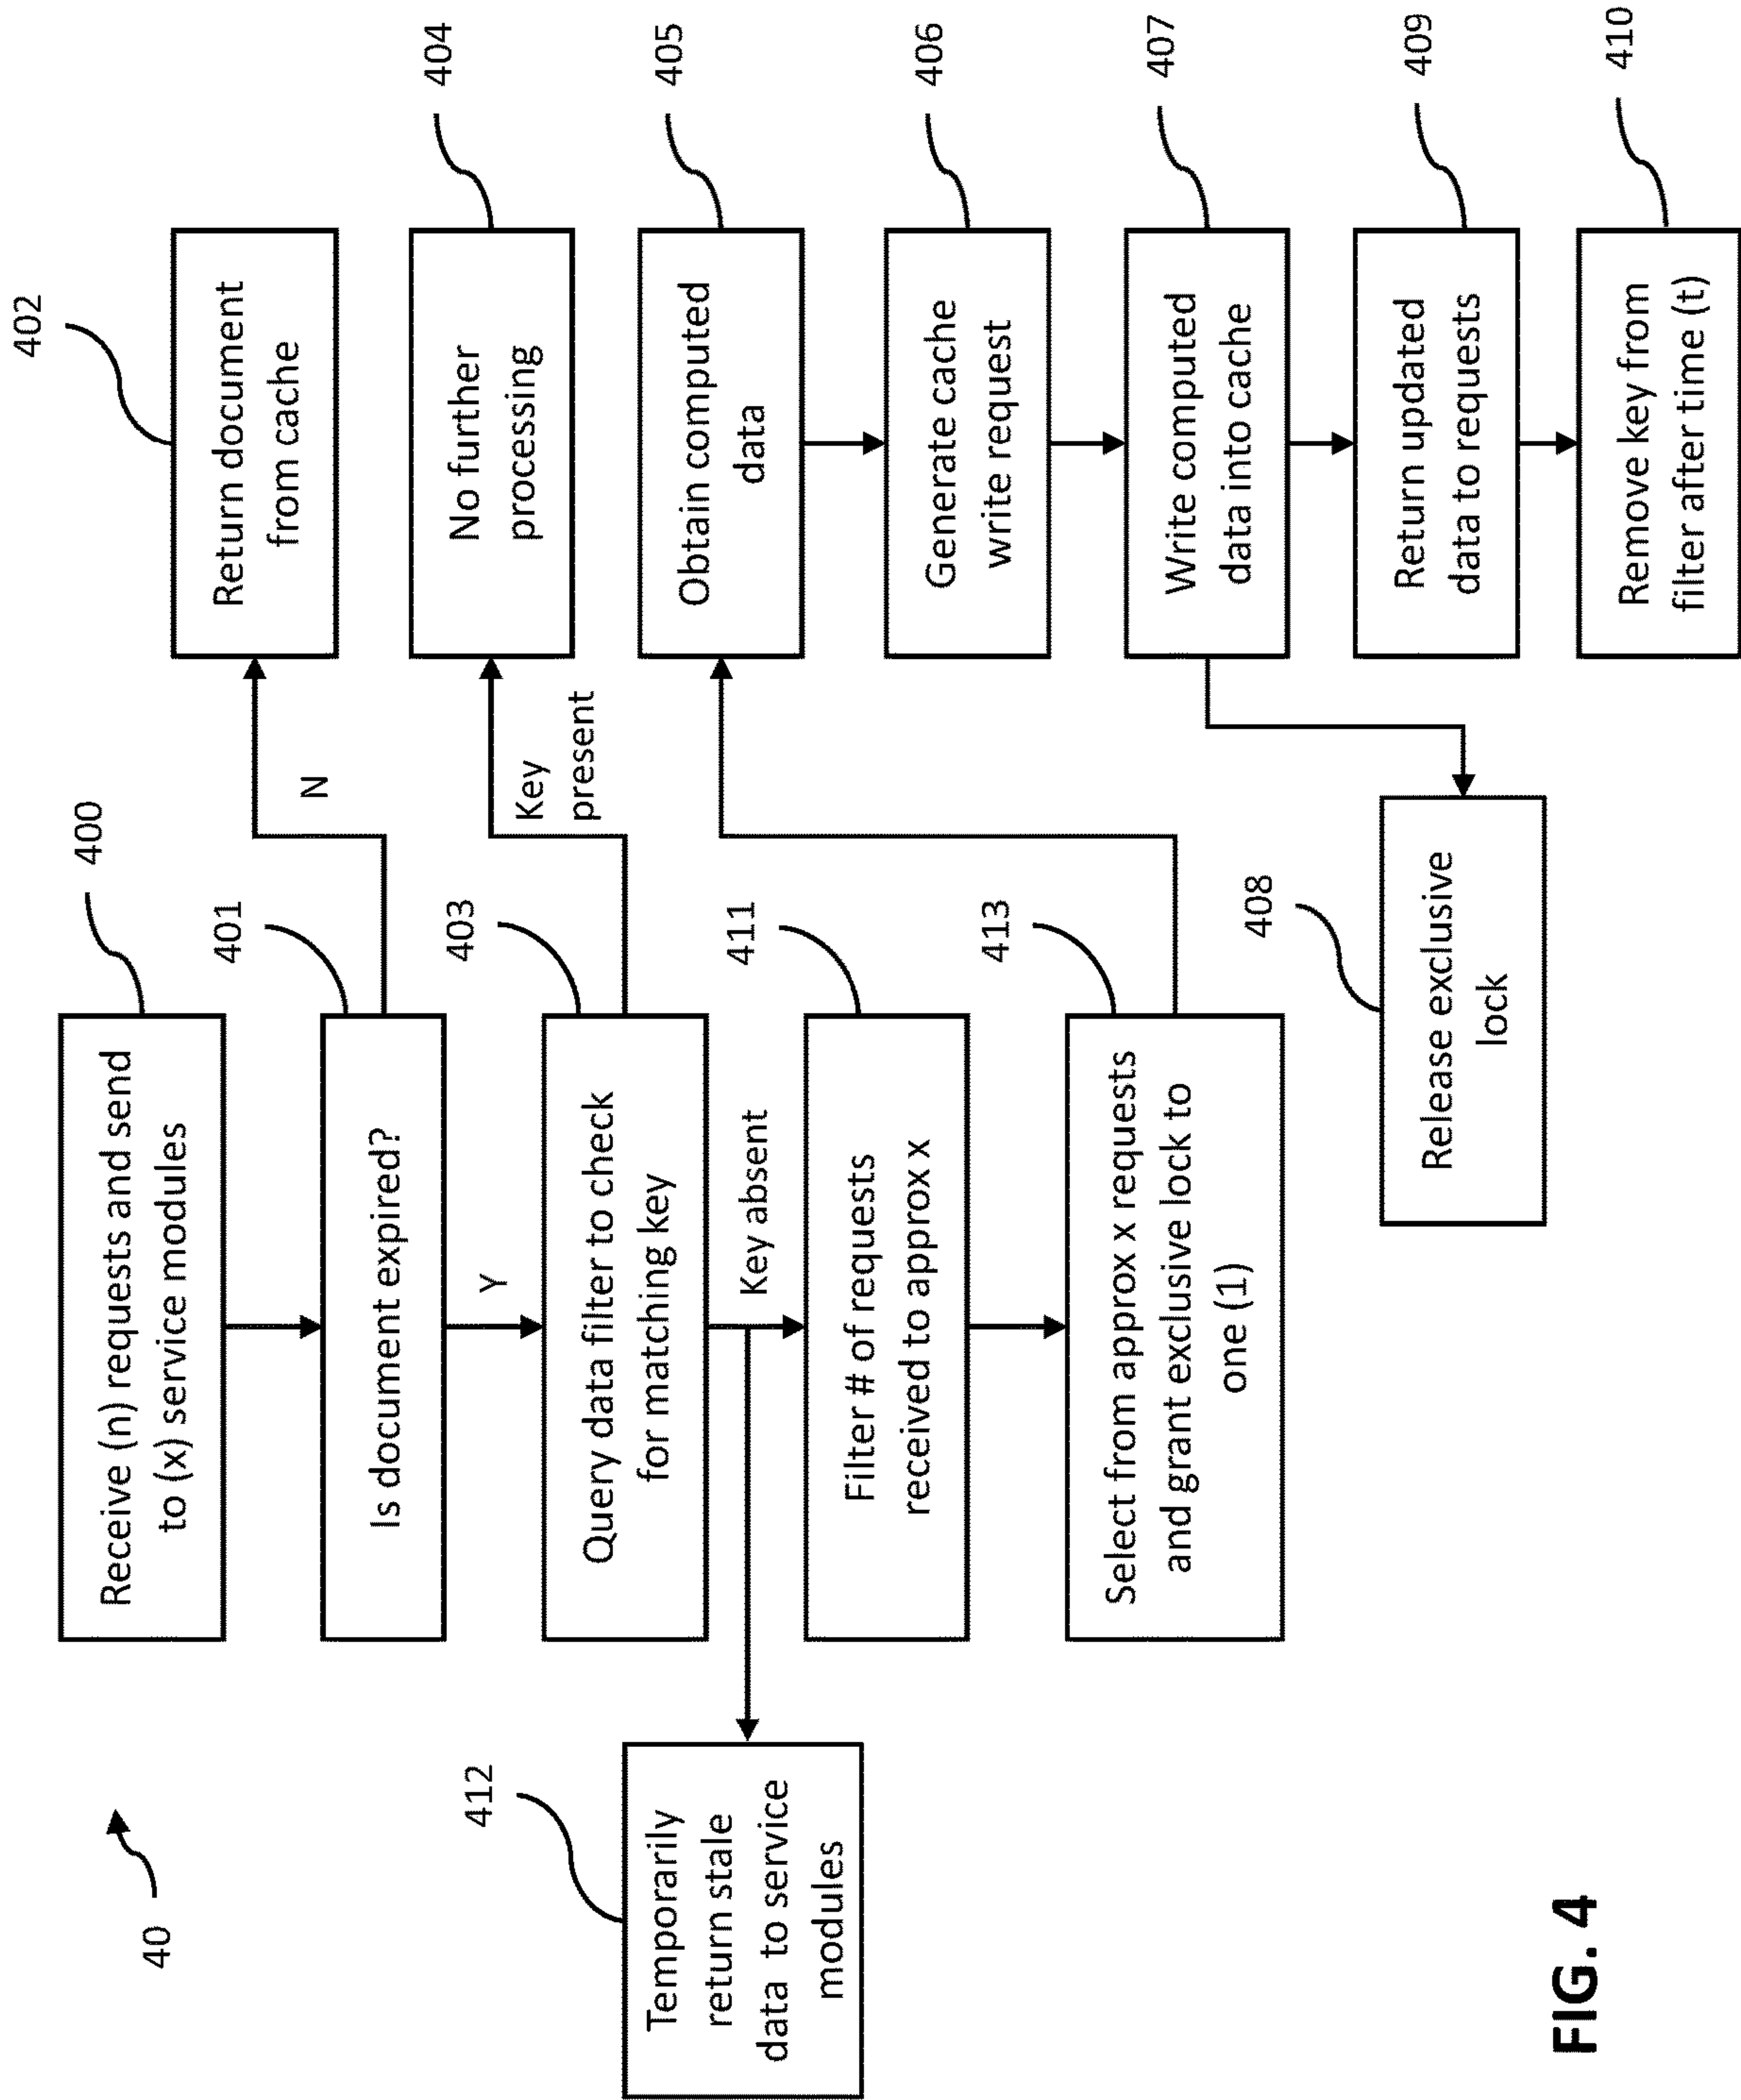 40
400
Receive (n) requests and send
to (x) service modules
401
Is document expired?
N
402
Return document
from cache
Y
403
Query data filter to check
for matching key
Key
present
404
No further
processing
Key absent
412
Temporarily
return stale
data to service
modules
411
Filter # of requests
received to approx x
413
Select from approx x requests
and grant exclusive lock to
one (1)
405
Obtain computed
data
406
Generate cache
write request
407
Write computed
data into cache
408
Release exclusive
lock
409
Return updated
data to requests
410
Remove key from
filter after time (t)
FIG. 4